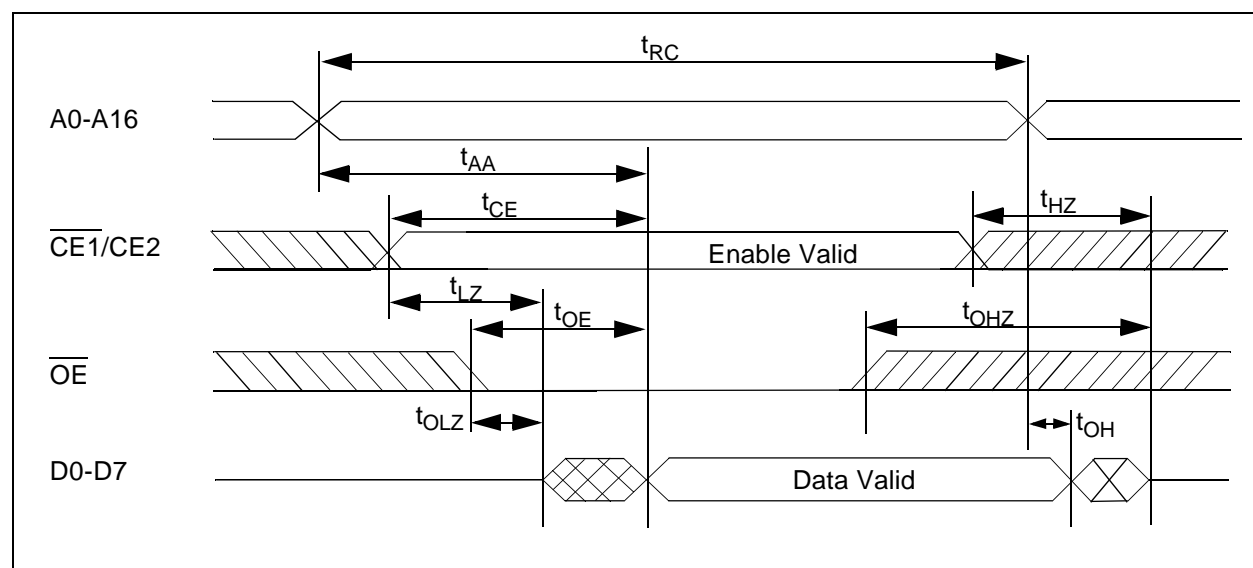 tRC
A0-A16
tAA
tCE
tHZ
CE1/CE2
Enable Valid
tLZ
tOE
tOHZ
OE
tOLZ
tOH
D0-D7
Data Valid